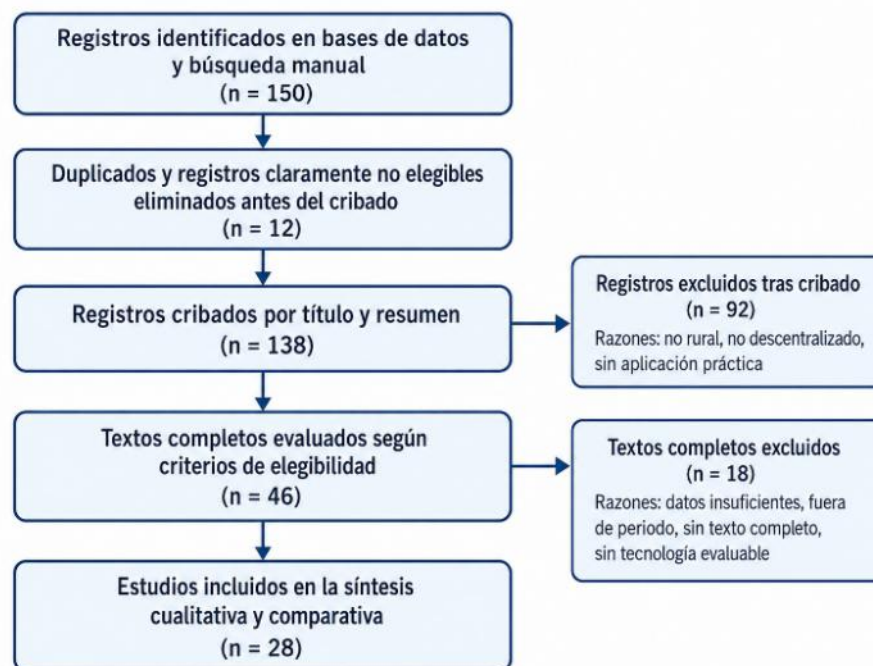 Registros identificados en bases de datos
y búsqueda manual
(n = 150)
Duplicados y registros claramente no elegibles
eliminados antes del cribado
(n = 12)
Registros cribados por título y resumen
(n = 138)
Registros excluidos tras cribado
(n = 92)
Razones: no rural, no descentralizado,
sin aplicación práctica
Textos completos evaluados según
criterios de elegibilidad
(n = 46)
Textos completos excluidos
(n = 18)
Razones: datos insuficientes, fuera
de periodo, sin texto completo,
sin tecnología evaluable
Estudios incluidos en la síntesis
cualitativa y comparativa
(n = 28)